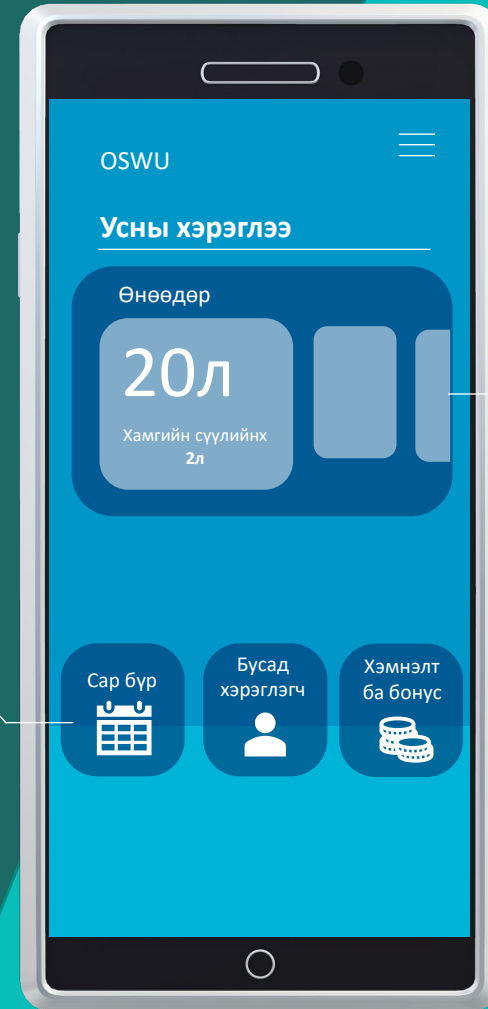 OSWU
Усны хэрэглээ
Өнөөдөр
20л
Хамгийн сүүлийнх
2л
Сар бүр
Бусад
хэрэглэгч
Хэмнэлт
ба бонус